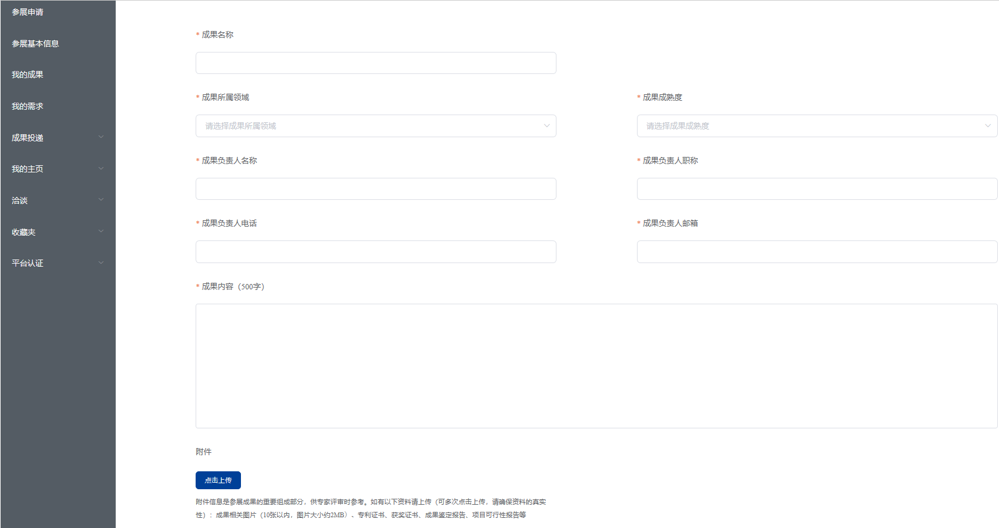 参展申请
参展基本信息
我的成果
我的需求
成果投递
我的主页
洽谈
收藏夹
平台认证
* 成果名称
* 成果所属领域
* 成果成熟度
请选择成果所属领域
请选择成果成熟度
* 成果负责人名称
* 成果负责人职称
* 成果负责人电话
* 成果负责人邮箱
* 成果内容（500字）
附件
点击上传
附件信息是参展成果的重要组成部分，供专家评审时参考。如有以下资料请上传（可多次点击上传，请确保资料的真实
性）：成果相关图片（10张以内，图片大小约2MB）、专利证书、获奖证书、成果鉴定报告、项目可行性报告等